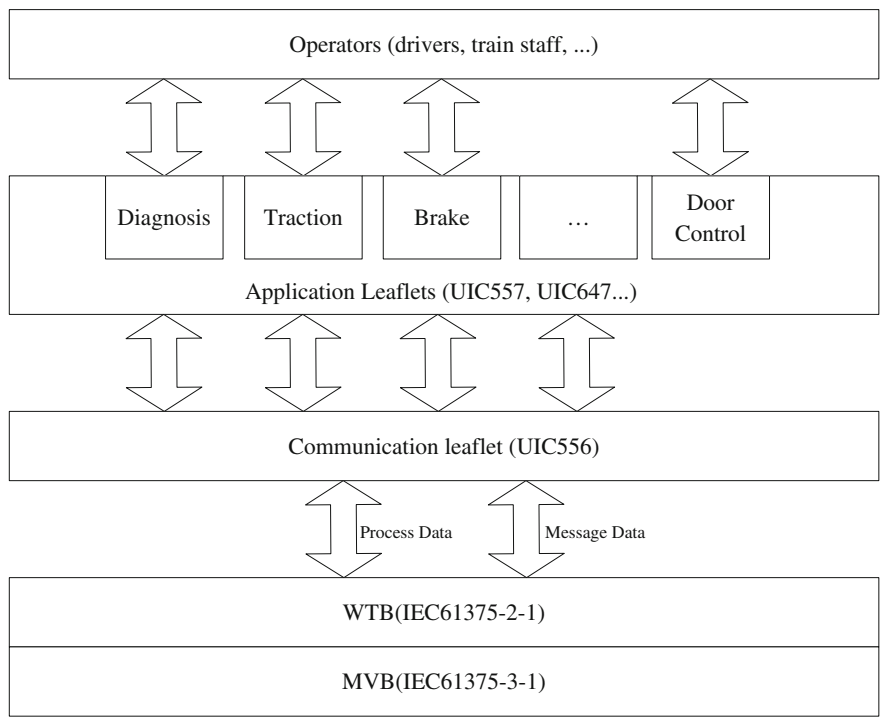 Operators (drivers, train staff, ...)
Diagnosis
Traction
Brake
…
Door
Control
Application Leaflets (UIC557, UIC647...)
Communication leaflet (UIC556)
Process Data
Message Data
WTB(IEC61375-2-1)
MVB(IEC61375-3-1)